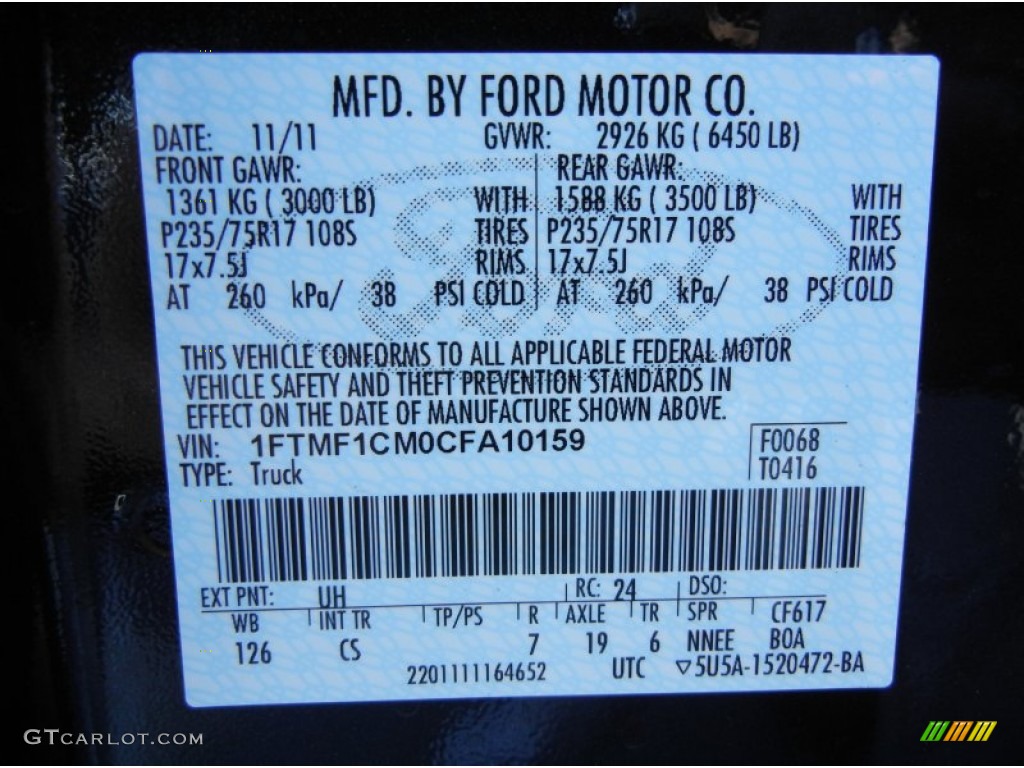 MFD. BY FORD MOTOR CO.
DATE: 11/11 GVWR: 2926 KG ( 6450 LB)
FRONT GAWR: REAR GAWR:
1361 KG ( 3000 LB) WITH 1588 KG ( 3500 LB) WITH
P235/75R17 108S TIRES P235/75R17 108S TIRES
17x7.5J RIMS 17x7.5J RIMS
AT 260 kPa/ 38 PSI COLD AT 260 kPa/ 38 PSI COLD
THIS VEHICLE CONFORMS TO ALL APPLICABLE FEDERAL MOTOR
VEHICLE SAFETY AND THEFT PREVENTION STANDARDS IN
EFFECT ON THE DATE OF MANUFACTURE SHOWN ABOVE.
VIN: 1FTMF1CM0CFA10159 F0068
TYPE: Truck T0416
EXT PNT: UH RC: 24 DSO:
WB INT TR TP/PS R AXLE TR SPR CF617
126 CS 7 19 6 NNEE BOA
2201111164652 UTC ▽5U5A-1520472-BA
GTCARLOT.COM